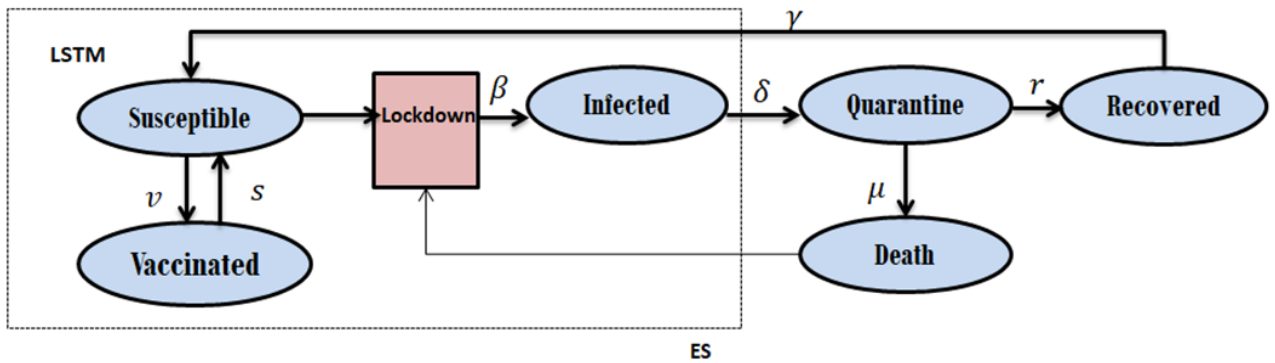 γ
LSTM
Susceptible
Lockdown
β
Infected
δ
Quarantine
r
Recovered
v
s
μ
Vaccinated
Death
ES